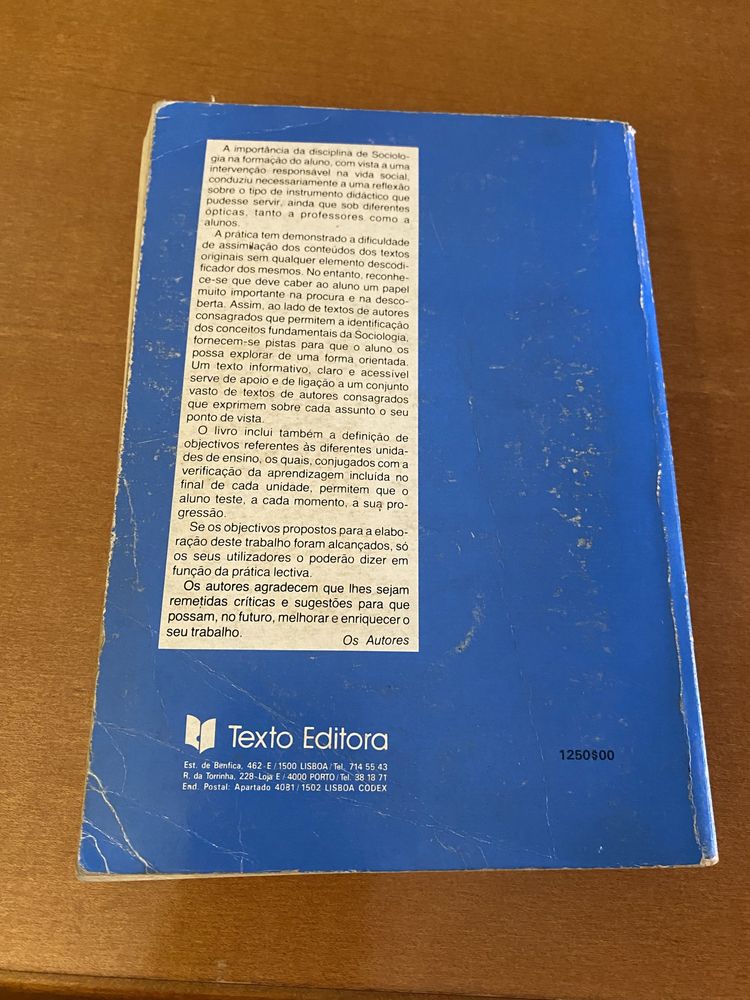 A importância da disciplina de Sociolo-
gia na formação do aluno, com vista a uma
intervenção responsável na vida social,
conduziu necessariamente a uma reflexão
sobre o tipo de instrumento didáctico que
pudesse servir, ainda que sob diferentes
ópticas, tanto a professores como a
alunos.
A prática tem demonstrado a dificuldade
de assimilação dos conteúdos dos textos
originais sem qualquer elemento descodi-
ficador dos mesmos. No entanto, reconhe-
ce-se que deve caber ao aluno um papel
muito importante na procura e na desco-
berta. Assim, ao lado de textos de autores
consagrados que permitem a identificação
dos conceitos fundamentais da Sociologia,
fornecem-se pistas para que o aluno os
possa explorar de uma forma orientada.
Um texto informativo, claro e acessível
serve de apoio e de ligação a um conjunto
vasto de textos de autores consagrados
que exprimem sobre cada assunto o seu
ponto de vista.
O livro inclui também a definição de
objectivos referentes às diferentes unida-
des de ensino, os quais, conjugados com a
verificação da aprendizagem incluída no
final de cada unidade, permitem que o
aluno teste, a cada momento, a sua pro-
gressão.
Se os objectivos propostos para a elabo-
ração deste trabalho foram alcançados, só
os seus utilizadores o poderão dizer em
função da prática lectiva.
Os autores agradecem que lhes sejam
remetidas críticas e sugestões para que
possam, no futuro, melhorar e enriquecer o
seu trabalho.
Os Autores
Texto Editora
1250$00
Est. de Benfica, 462-E / 1500 LISBOA / Tel. 714 55 43
R. da Torrinha, 228-Loja E / 4000 PORTO / Tel. 38 18 71
End. Postal: Apartado 4081 / 1502 LISBOA CODEX